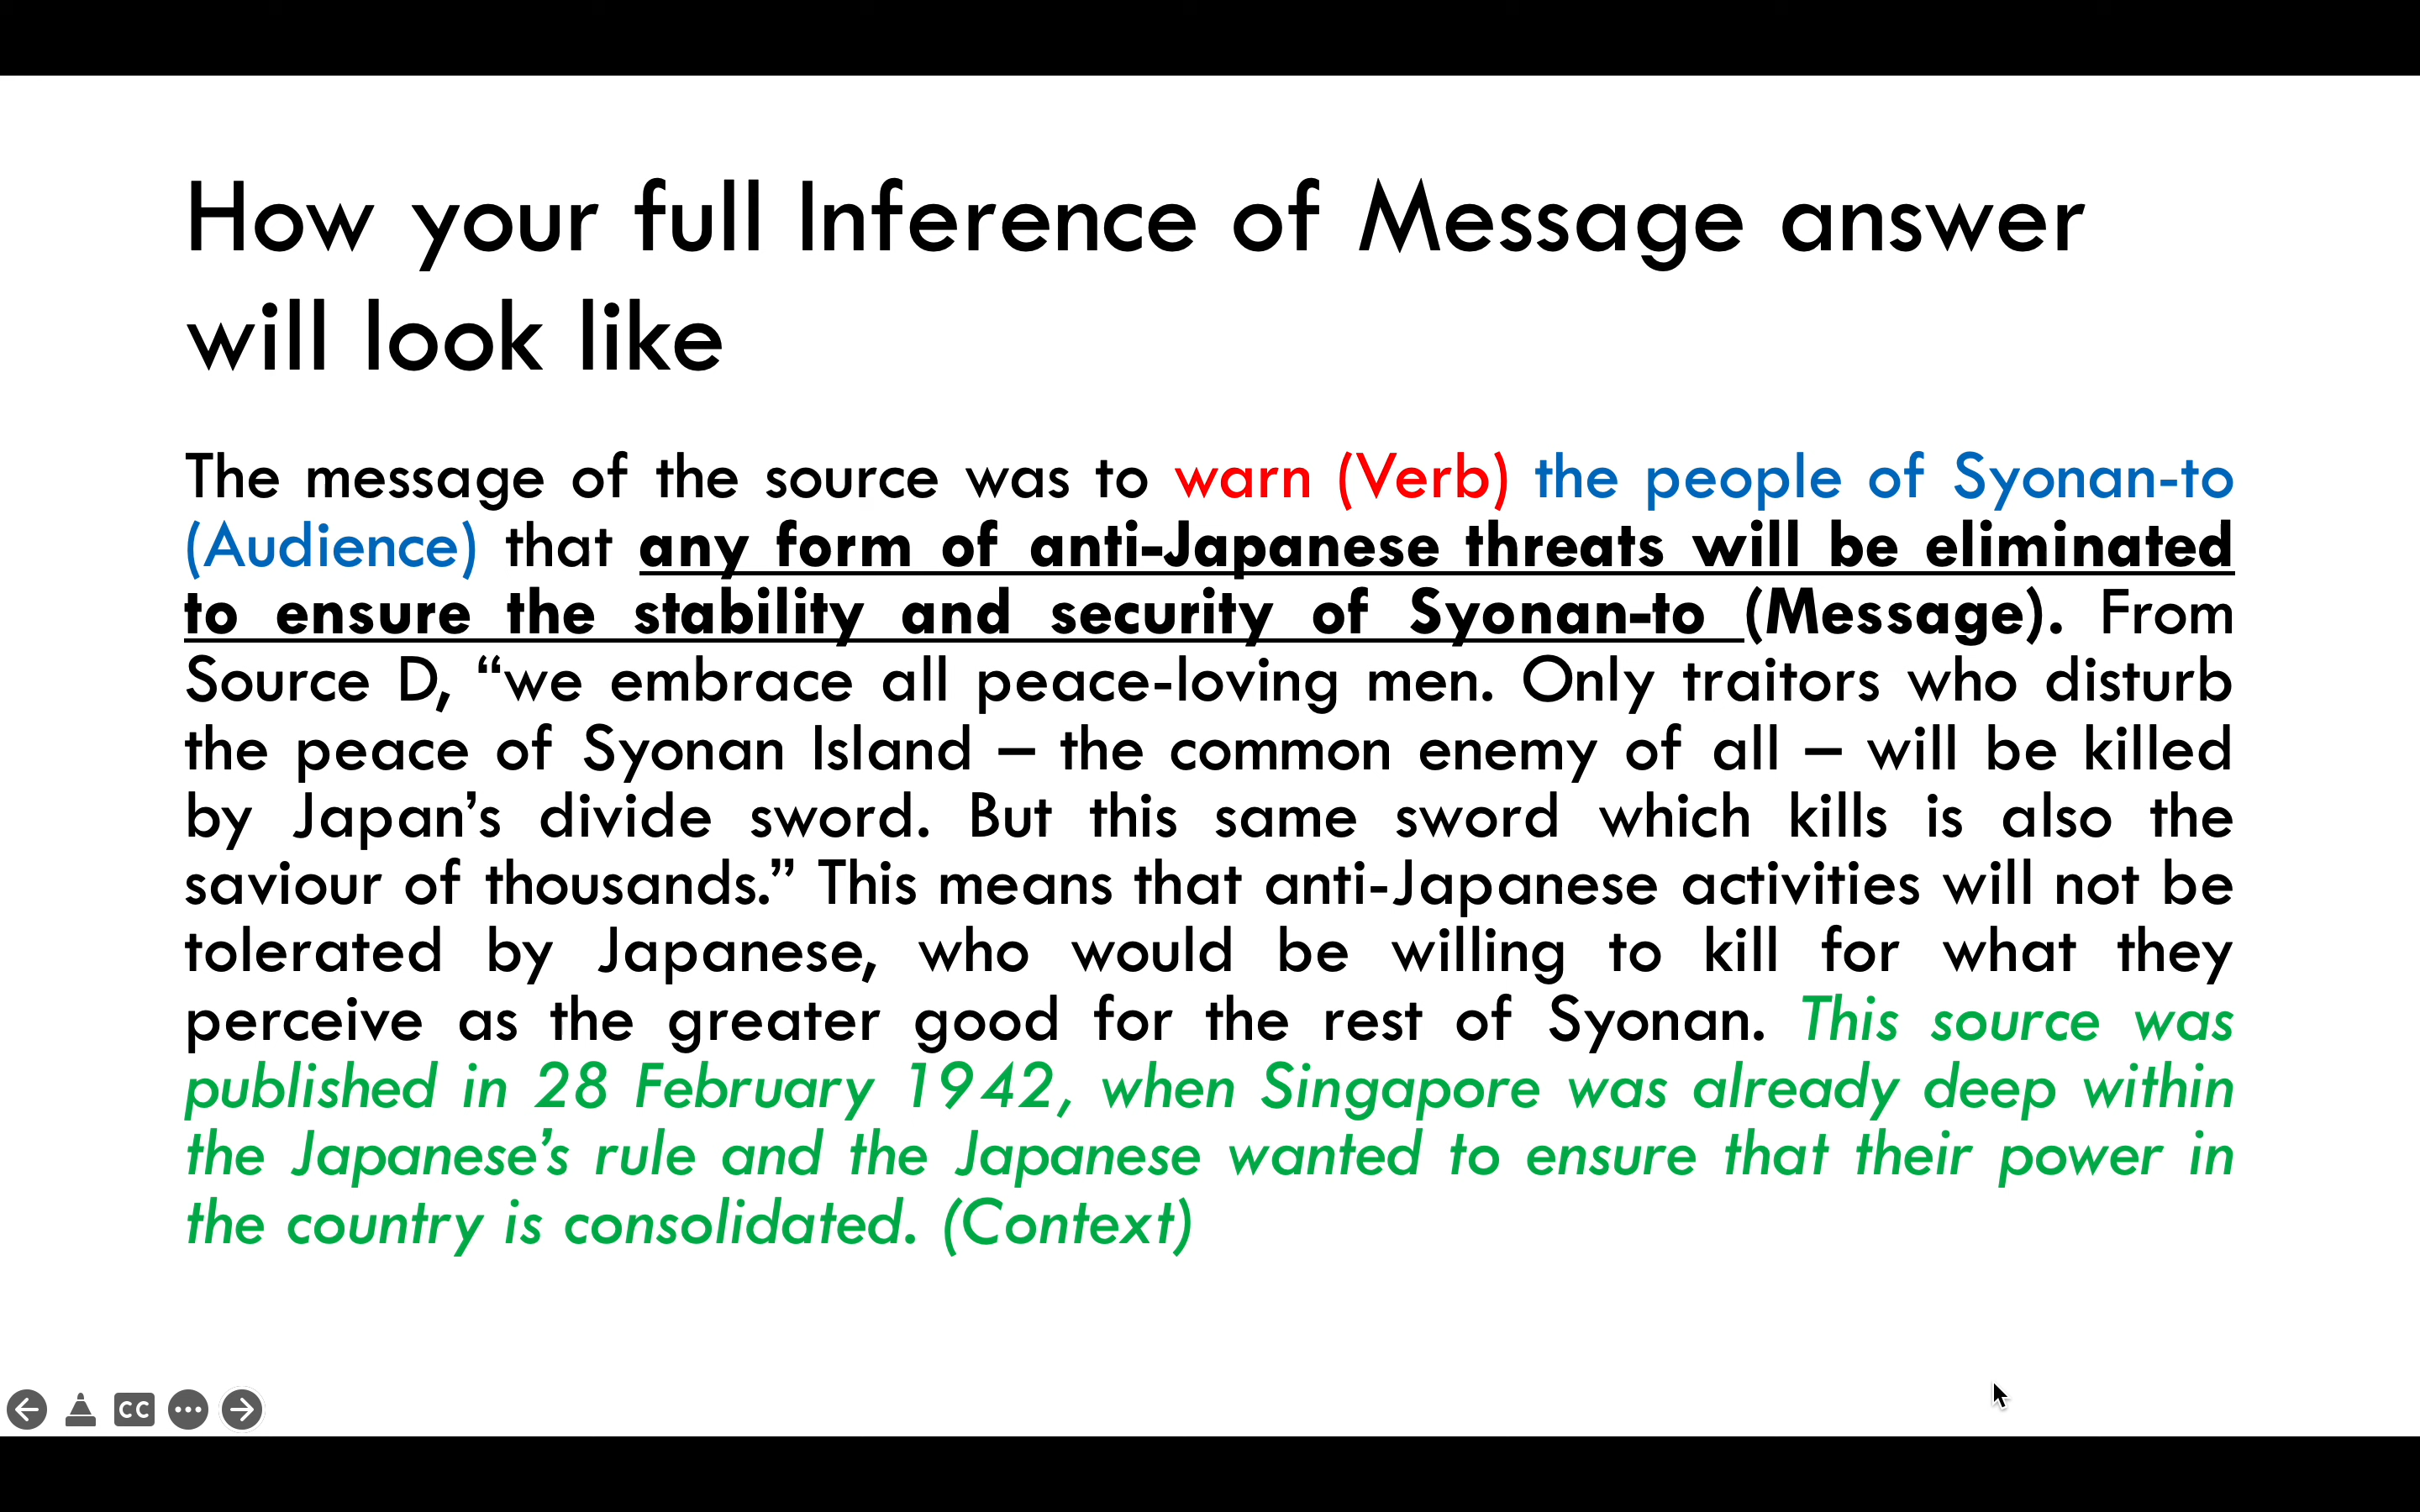 How your full Inference of Message answer
will look like
The message of the source was to warn (Verb) the people of Syonan-to
(Audience) that any form of anti-Japanese threats will be eliminated
to ensure the stability and security of Syonan-to (Message). From
Source D, “we embrace all peace-loving men. Only traitors who disturb
the peace of Syonan Island – the common enemy of all – will be killed
by Japan’s divide sword. But this same sword which kills is also the
saviour of thousands.” This means that anti-Japanese activities will not be
tolerated by Japanese, who would be willing to kill for what they
perceive as the greater good for the rest of Syonan. This source was
published in 28 February 1942, when Singapore was already deep within
the Japanese’s rule and the Japanese wanted to ensure that their power in
the country is consolidated. (Context)
CC